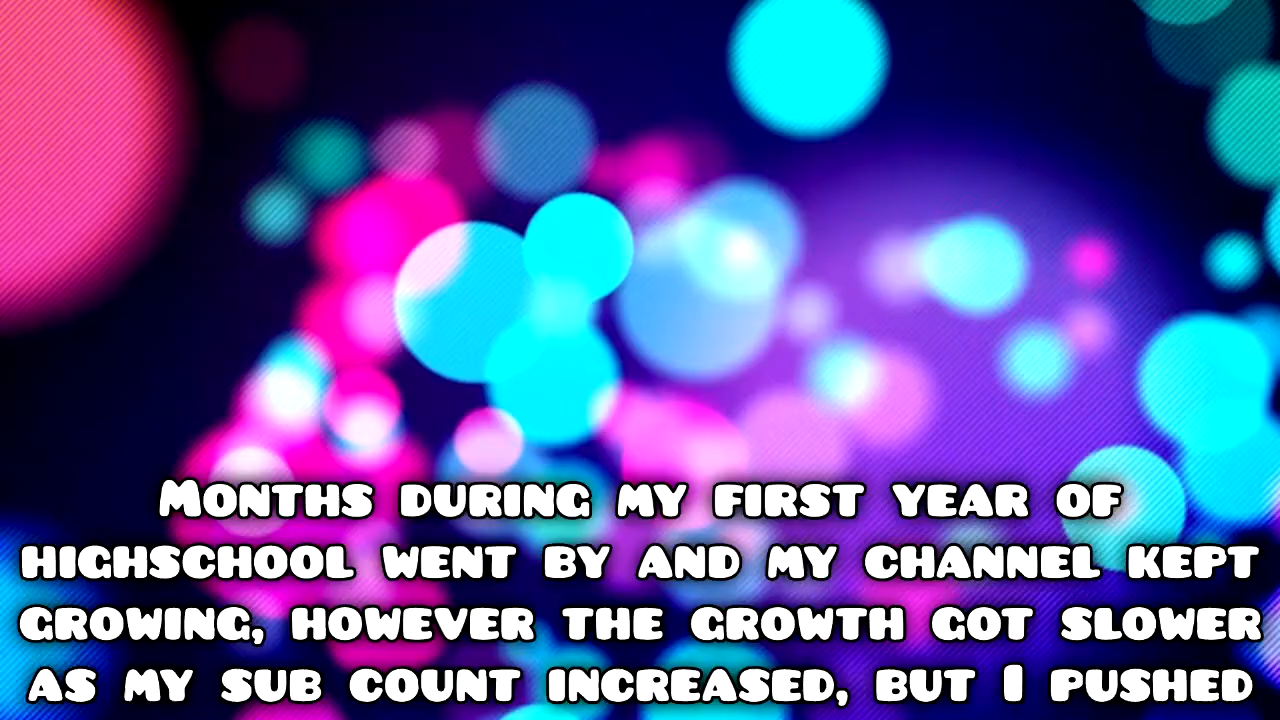 Months during my first year of
highschool went by and my channel kept
growing, however the growth got slower
as my sub count increased, but I pushed